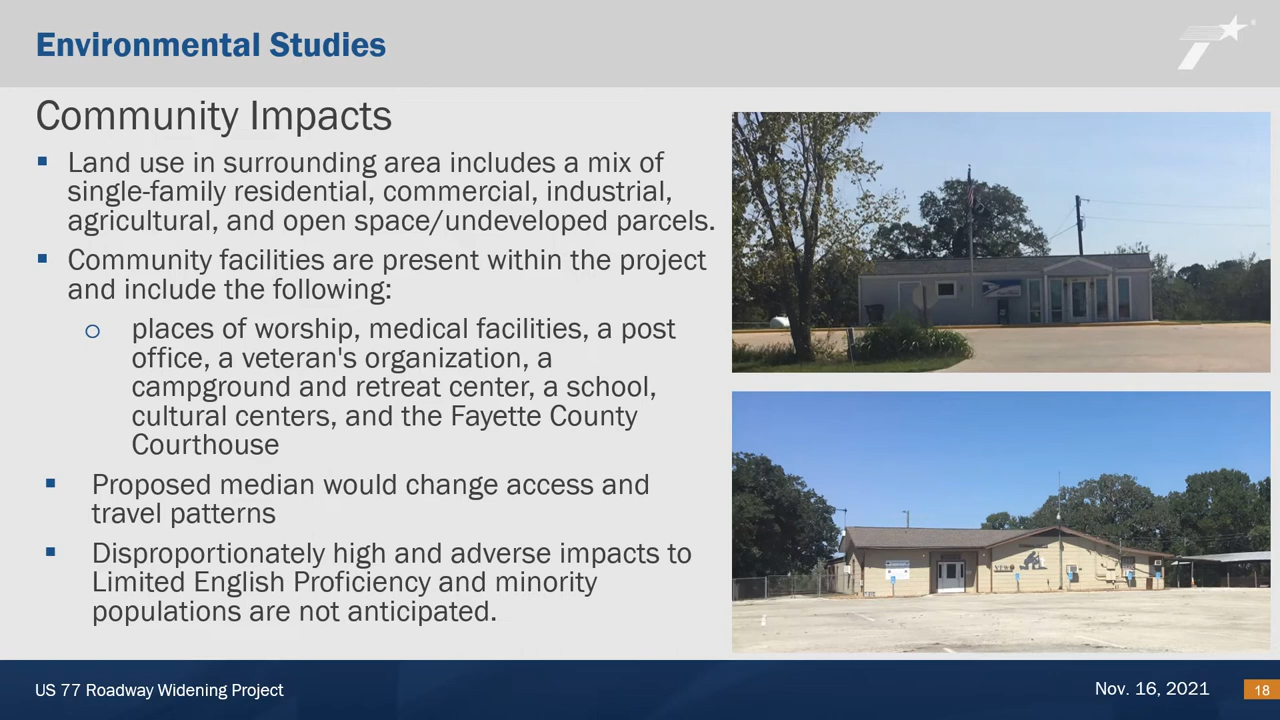 Environmental Studies
Community Impacts
Land use in surrounding area includes a mix of
single-family residential, commercial, industrial,
agricultural, and open space/undeveloped parcels.
Community facilities are present within the project
and include the following:
places of worship, medical facilities, a post
office, a veteran's organization, a
campground and retreat center, a school,
cultural centers, and the Fayette County
Courthouse
Proposed median would change access and
travel patterns
Disproportionately high and adverse impacts to
Limited English Proficiency and minority
populations are not anticipated.
US 77 Roadway Widening Project
Nov. 16, 2021
18